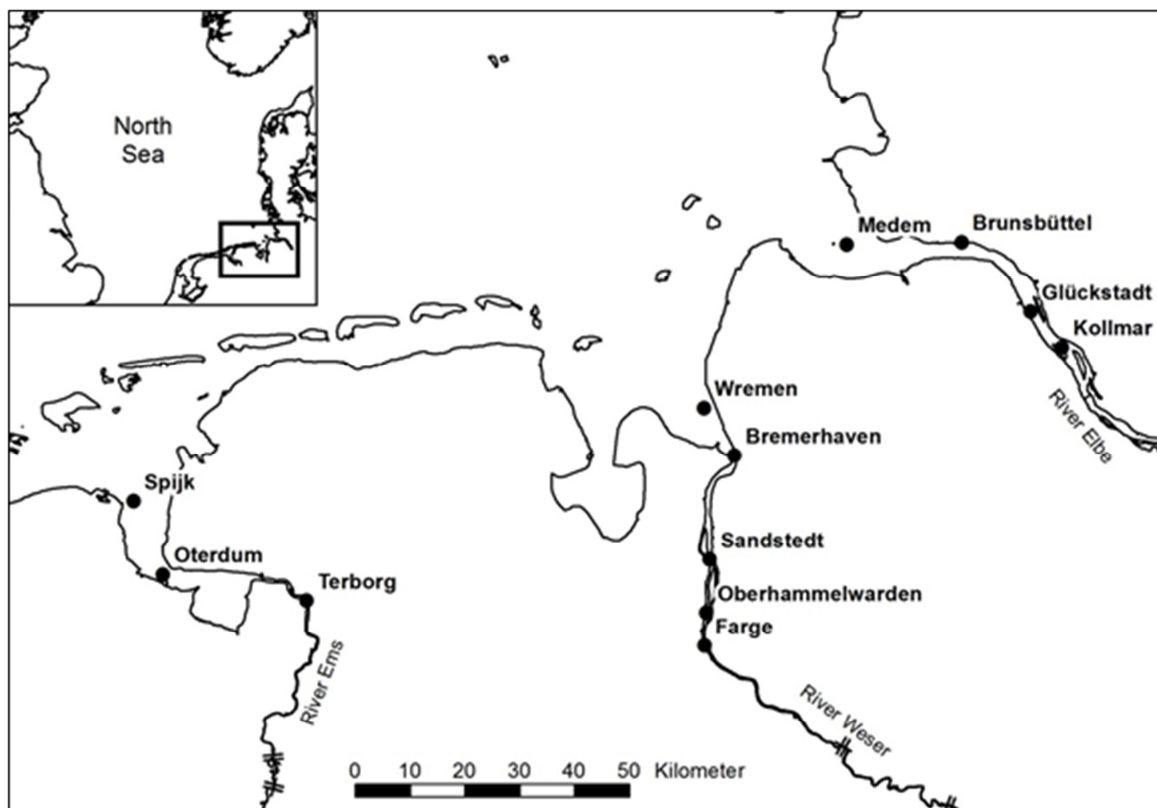 North
Sea
Medem
Brunsbüttel
Glückstadt
Kollmar
River Elbe
Wremen
Bremerhaven
Spijk
Sandstedt
Oterdum
Terborg
Oberhammelwarden
Farge
River Ems
River Weser
0 10 20 30 40 50 Kilometer